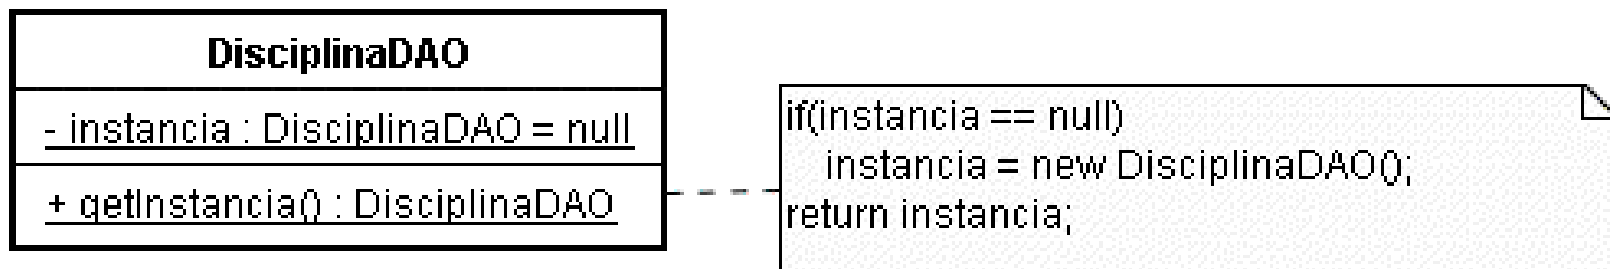 DisciplinaDAO
- instancia : DisciplinaDAO = null
+ getInstancia() : DisciplinaDAO
if(instancia == null)
instancia = new DisciplinaDAO();
return instancia;